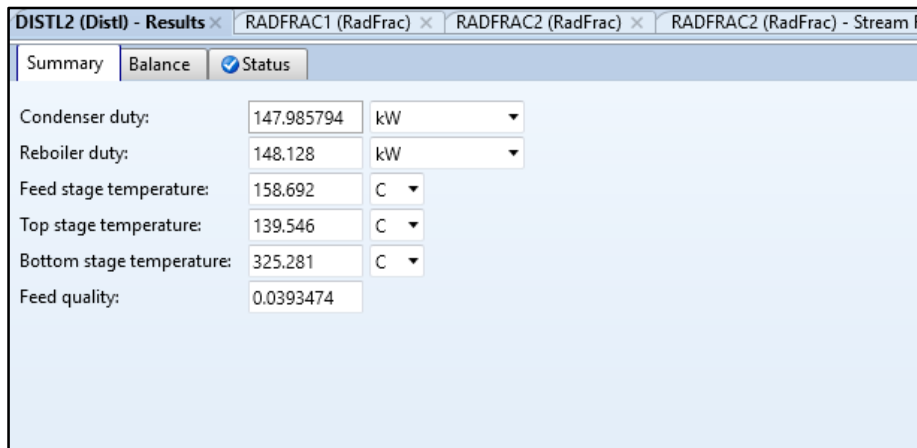 DISTL2 (Distl) - Results × RADFRAC1 (RadFrac) × RADFRAC2 (RadFrac) × RADFRAC2 (RadFrac) - Stream
Summary Balance Status
Condenser duty: 147.985794 kW
Reboiler duty: 148.128 kW
Feed stage temperature: 158.692 C
Top stage temperature: 139.546 C
Bottom stage temperature: 325.281 C
Feed quality: 0.0393474